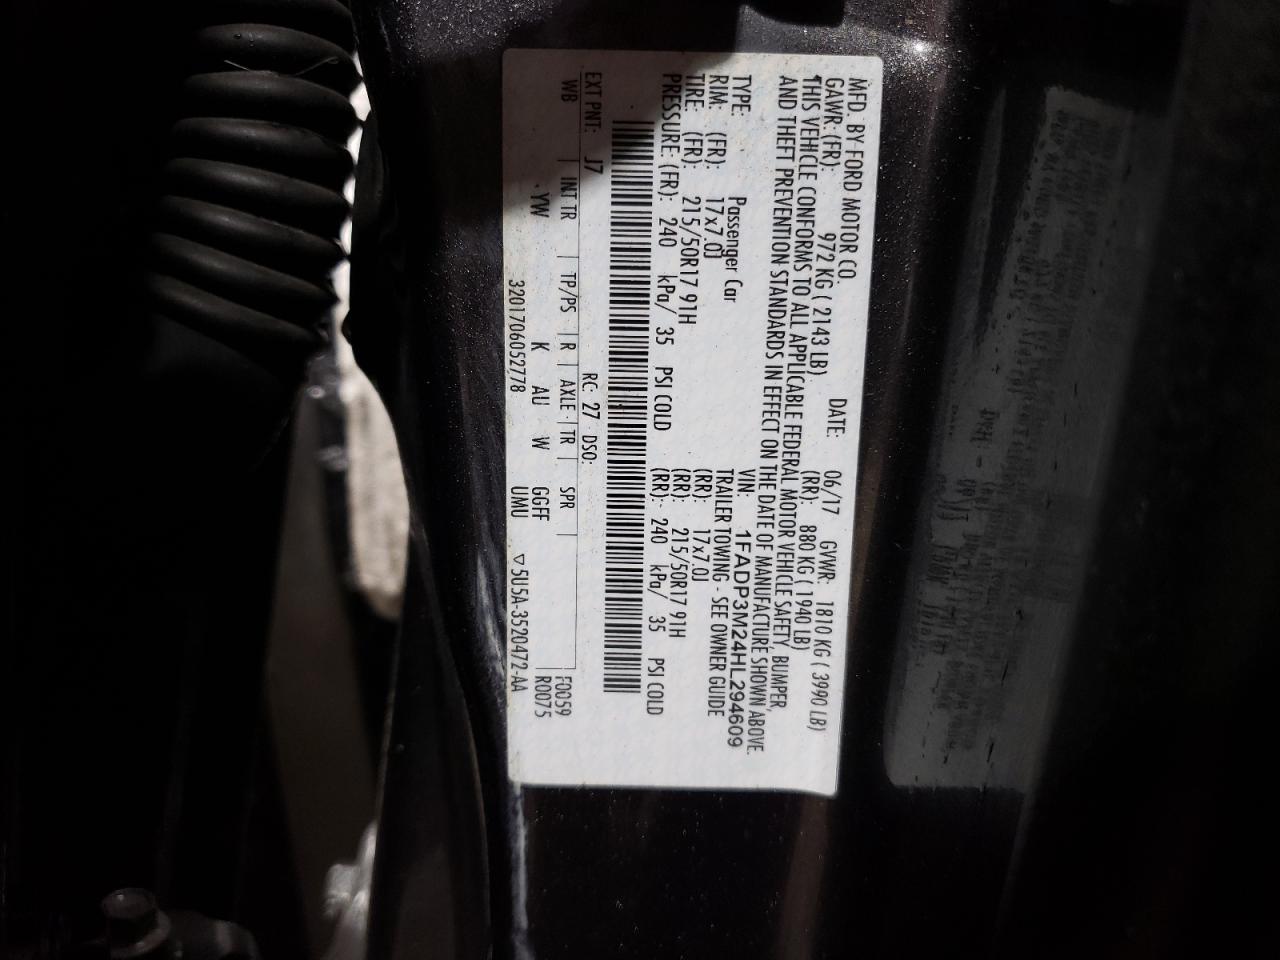 MFD. BY FORD MOTOR CO.
DATE: 06/17 GVWR: 1810 KG ( 3990 LB)
GAWR: (FR): 972 KG ( 2143 LB) (RR): 880 KG ( 1940 LB)
THIS VEHICLE CONFORMS TO ALL APPLICABLE FEDERAL MOTOR VEHICLE SAFETY, BUMPER,
AND THEFT PREVENTION STANDARDS IN EFFECT ON THE DATE OF MANUFACTURE SHOWN ABOVE.
VIN: 1FADP3M24HL294609
TYPE: Passenger Car TRAILER TOWING - SEE OWNER GUIDE
RIM: (FR): 17x7.0J (RR): 17x7.0J
TIRE: (FR): 215/50R17 91H (RR): 215/50R17 91H
PRESSURE: (FR): 240 kPa/ 35 PSI COLD (RR): 240 kPa/ 35 PSI COLD
EXT PNT: J7 RC: 27 DSO: F0059
WB | INT TR | TP/PS | R | AXLE | TR | SPR R0075
YW K AU W GGFF
3201706052778 UMU ▽5U5A-3520472-AA